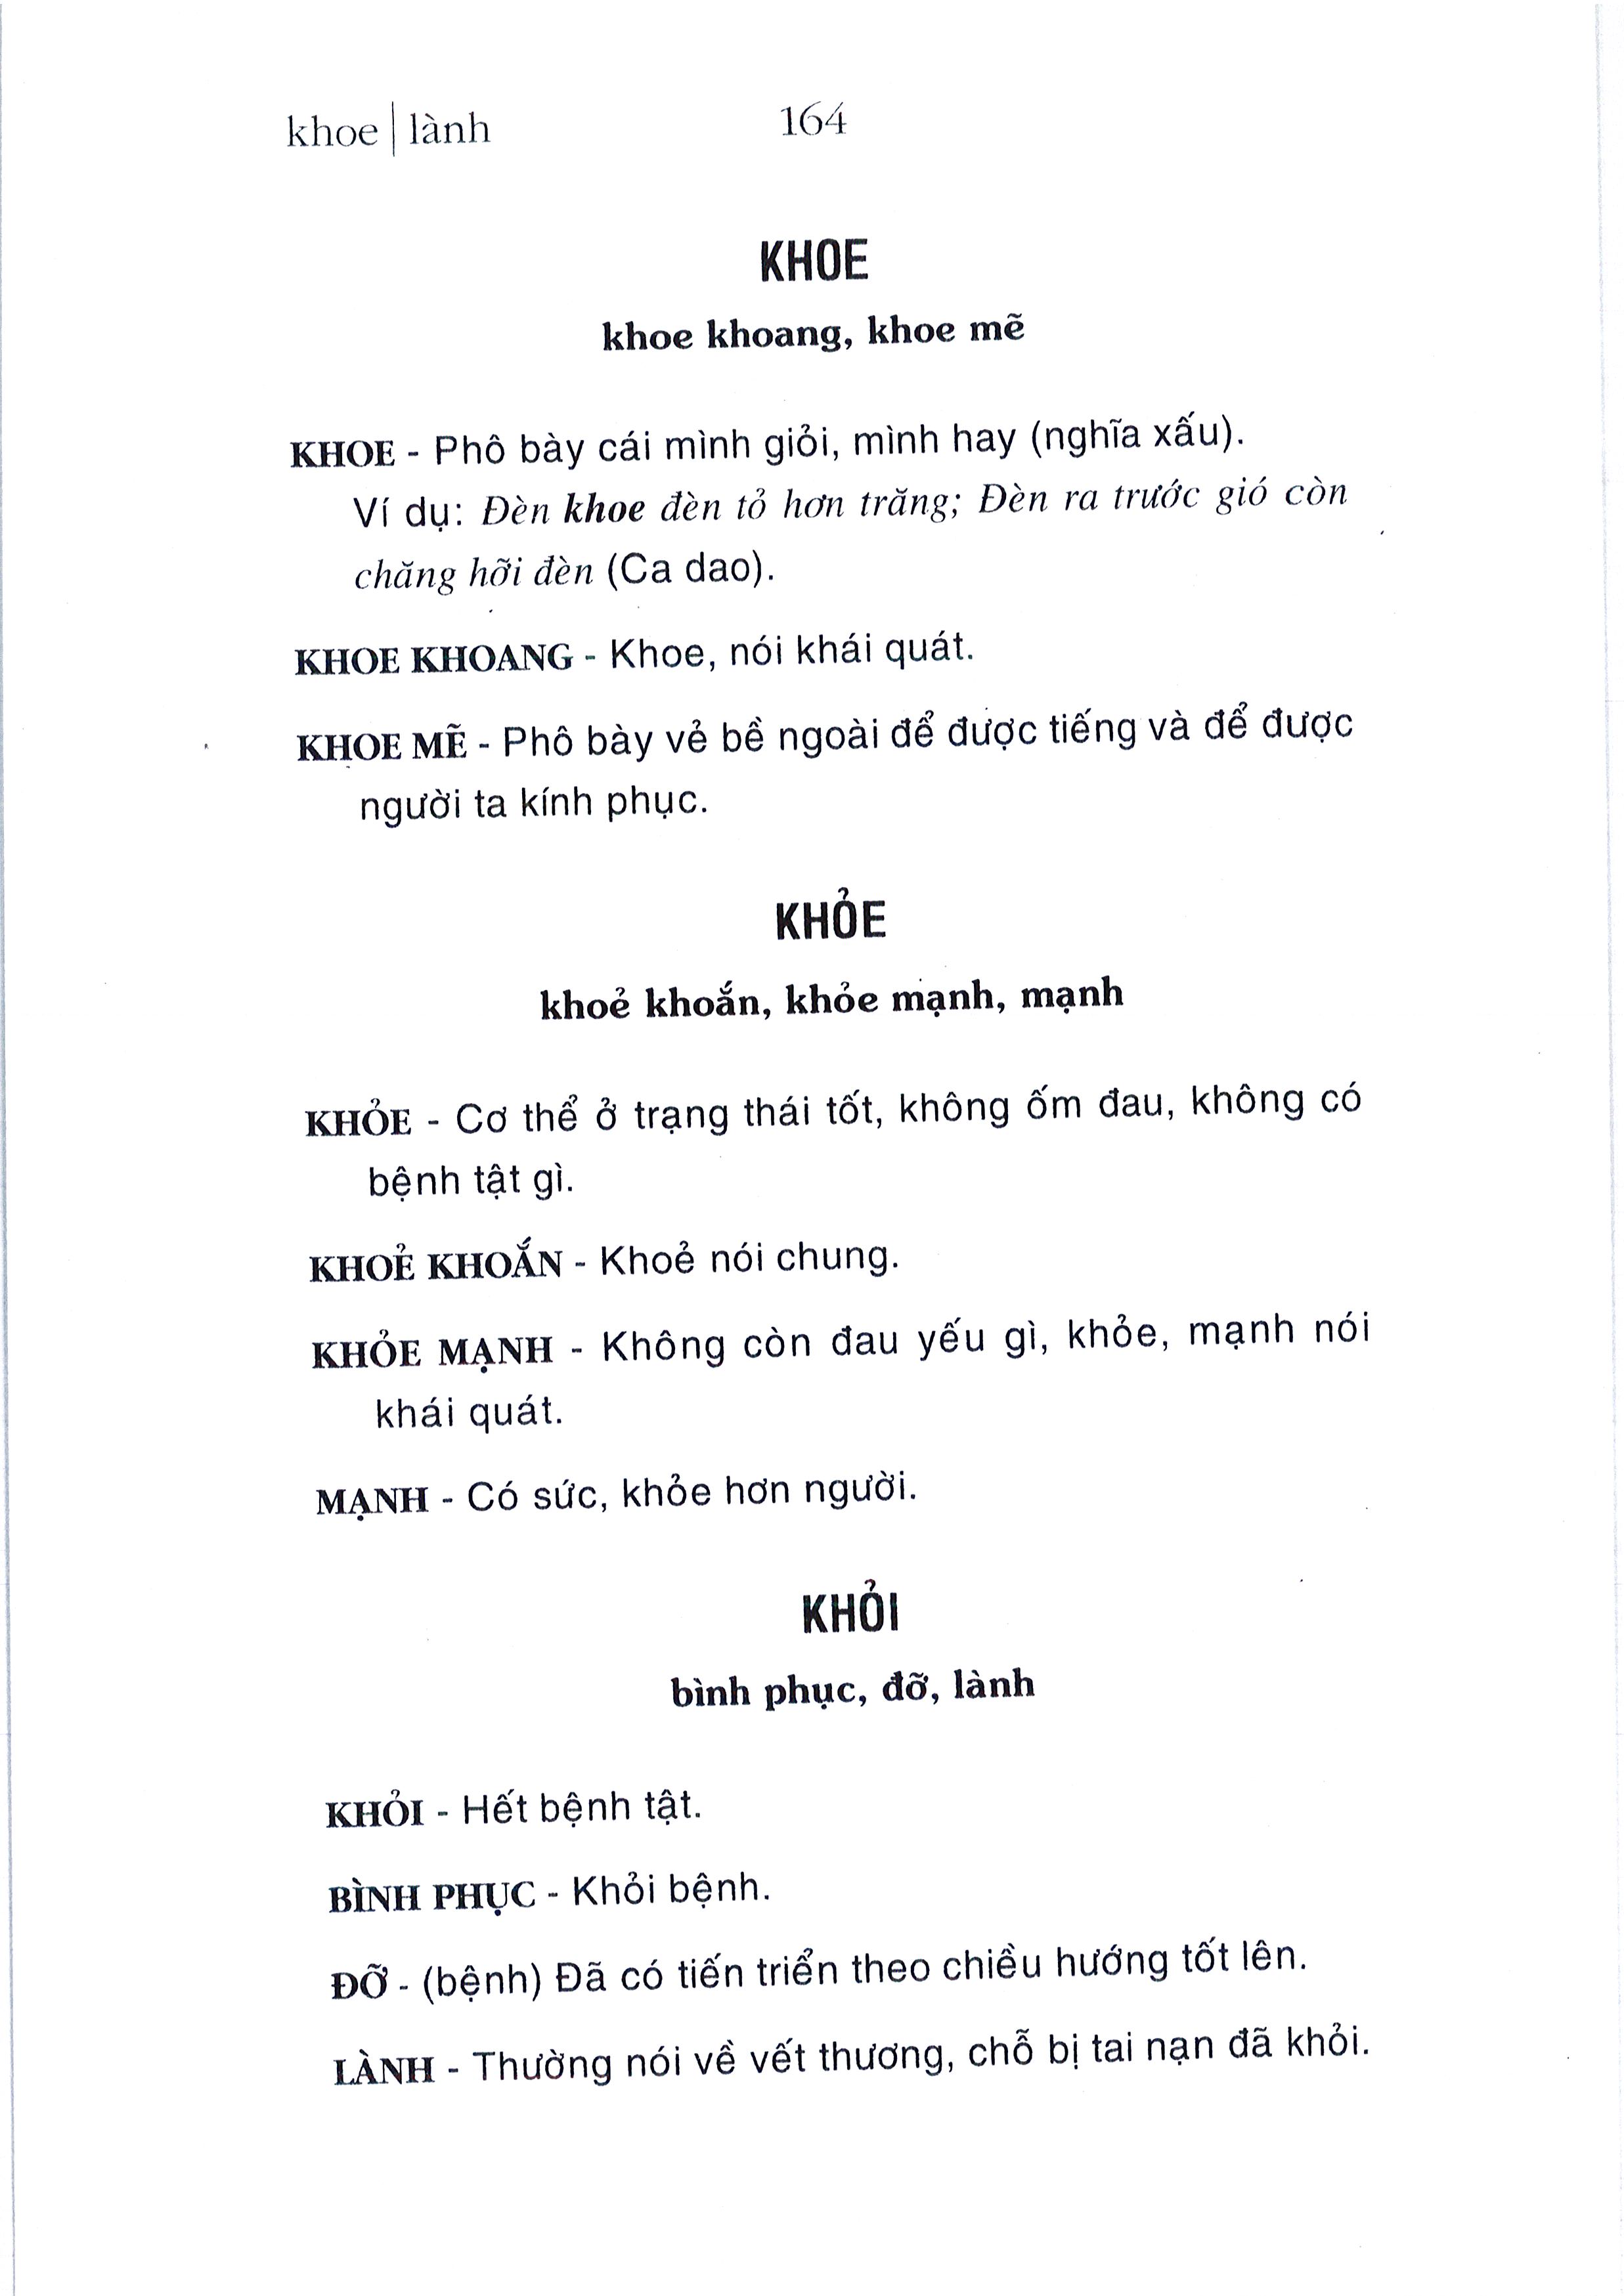 khoe | lành 164
KHOE
khoe khoang, khoe mẽ
KHOE - Phô bày cái mình giỏi, mình hay (nghĩa xấu).
Ví dụ: Đèn khoe đèn tỏ hơn trăng; Đèn ra trước gió còn
chăng hỡi đèn (Ca dao).
KHOE KHOANG - Khoe, nói khái quát.
KHOE MẼ - Phô bày vẻ bề ngoài để được tiếng và để được
người ta kính phục.
KHỎE
khoẻ khoắn, khỏe mạnh, mạnh
KHỎE - Cơ thể ở trạng thái tốt, không ốm đau, không có
bệnh tật gì.
KHOẺ KHOẮN - Khoẻ nói chung.
KHỎE MẠNH - Không còn đau yếu gì, khỏe, mạnh nói
khái quát.
MẠNH - Có sức, khỏe hơn người.
KHỎI
bình phục, đỡ, lành
KHỎI - Hết bệnh tật.
BÌNH PHỤC - Khỏi bệnh.
ĐỠ - (bệnh) Đã có tiến triển theo chiều hướng tốt lên.
LÀNH - Thường nói về vết thương, chỗ bị tai nạn đã khỏi.